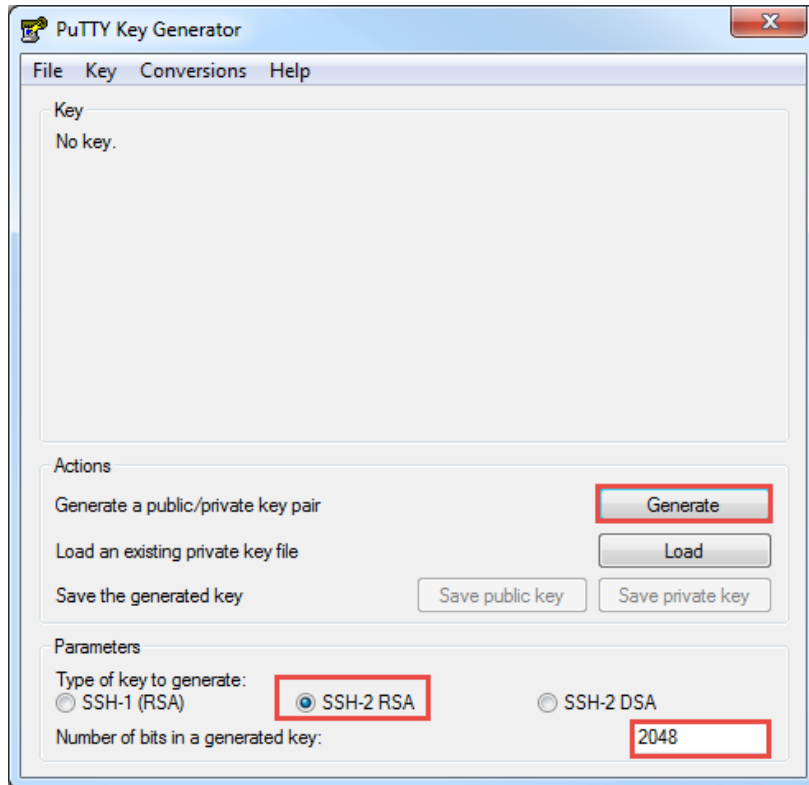 PuTTY Key Generator
File Key Conversions Help
Key
No key.
Actions
Generate a public/private key pair Generate
Load an existing private key file Load
Save the generated key Save public key Save private key
Parameters
Type of key to generate:
SSH-1 (RSA) SSH-2 RSA SSH-2 DSA
Number of bits in a generated key: 2048